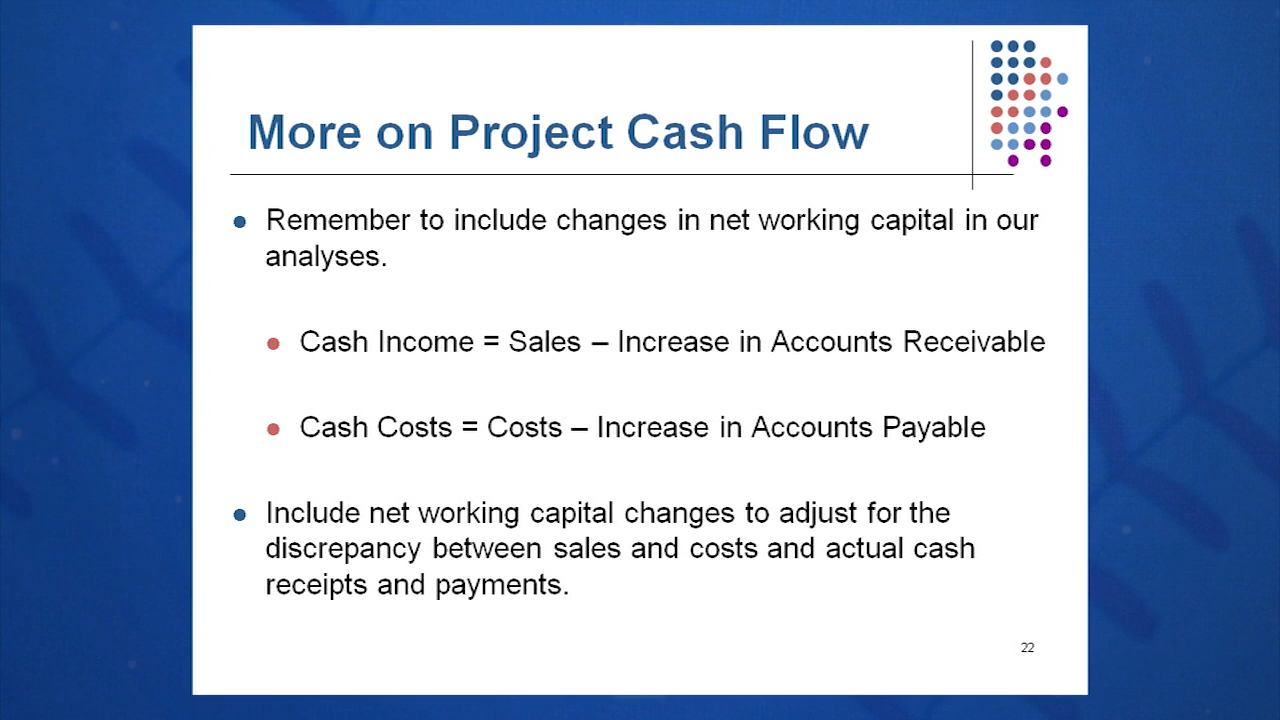 More on Project Cash Flow
● Remember to include changes in net working capital in our
analyses.
● Cash Income = Sales – Increase in Accounts Receivable
● Cash Costs = Costs – Increase in Accounts Payable
● Include net working capital changes to adjust for the
discrepancy between sales and costs and actual cash
receipts and payments.
22